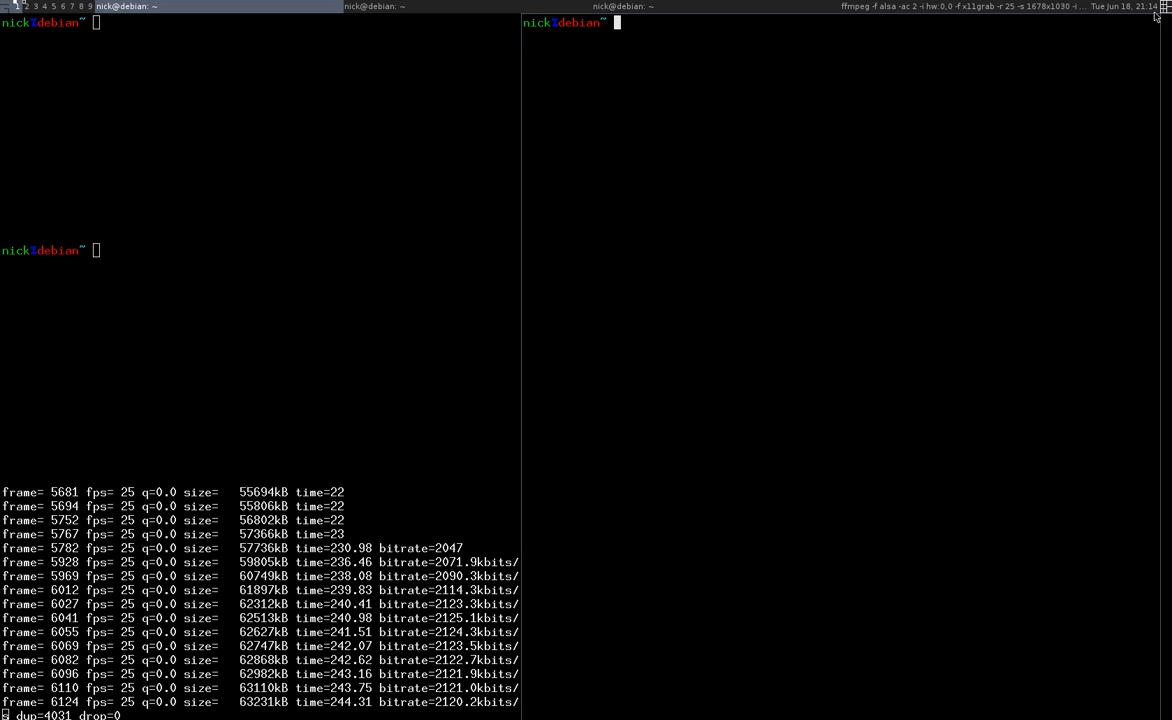 1 2 3 4 5 6 7 8 9 nick@debian: ~ nick@debian: ~ nick@debian: ~ ffmpeg -f alsa -ac 2 -i hw:0,0 -f x11grab -r 25 -s 1678x1030 -i ... Tue Jun 18, 21:14
nick%debian~
nick%debian~
frame= 5681 fps= 25 q=0.0 size=   55694kB time=22
frame= 5694 fps= 25 q=0.0 size=   55806kB time=22
frame= 5752 fps= 25 q=0.0 size=   56802kB time=22
frame= 5767 fps= 25 q=0.0 size=   57366kB time=23
frame= 5782 fps= 25 q=0.0 size=   57736kB time=230.98 bitrate=2047
frame= 5928 fps= 25 q=0.0 size=   59805kB time=236.46 bitrate=2071.9kbits/
frame= 5969 fps= 25 q=0.0 size=   60749kB time=238.08 bitrate=2090.3kbits/
frame= 6012 fps= 25 q=0.0 size=   61897kB time=239.83 bitrate=2114.3kbits/
frame= 6027 fps= 25 q=0.0 size=   62312kB time=240.41 bitrate=2123.3kbits/
frame= 6041 fps= 25 q=0.0 size=   62513kB time=240.98 bitrate=2125.1kbits/
frame= 6055 fps= 25 q=0.0 size=   62627kB time=241.51 bitrate=2124.3kbits/
frame= 6069 fps= 25 q=0.0 size=   62747kB time=242.07 bitrate=2123.5kbits/
frame= 6082 fps= 25 q=0.0 size=   62868kB time=242.62 bitrate=2122.7kbits/
frame= 6096 fps= 25 q=0.0 size=   62982kB time=243.16 bitrate=2121.9kbits/
frame= 6110 fps= 25 q=0.0 size=   63110kB time=243.75 bitrate=2121.0kbits/
frame= 6124 fps= 25 q=0.0 size=   63231kB time=244.31 bitrate=2120.2kbits/
s dup=4031 drop=0
nick%debian~